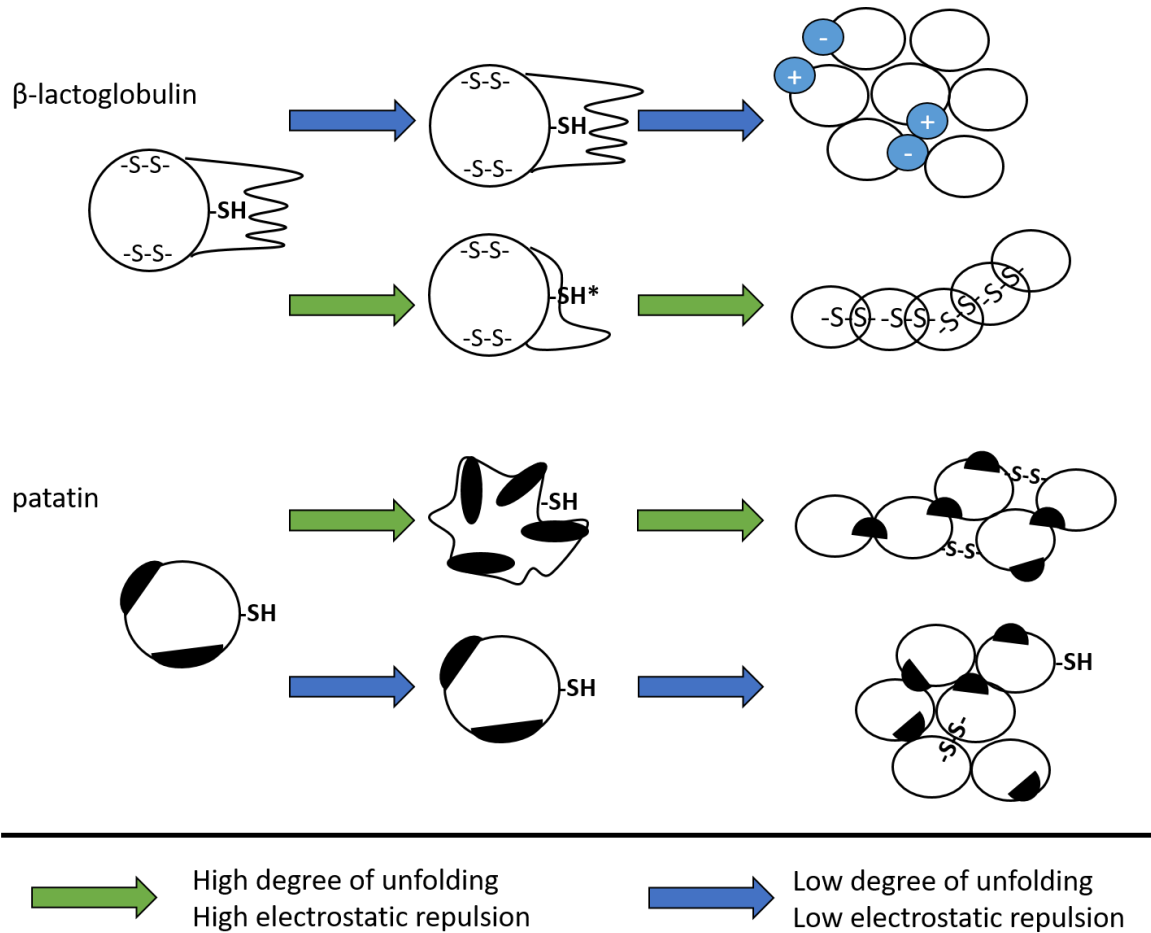 β-lactoglobulin
-S-S-
-SH
-S-S-
-S-S-
-SH
-S-S-
-
+
+
-
-S-S-
-SH*
-S-S-
-S-S-
-S-S-
-S-S-
-S-S-
patatin
-SH
-SH
-S-S-
-S-S-
-SH
-SH
-S-S-
High degree of unfolding
High electrostatic repulsion
Low degree of unfolding
Low electrostatic repulsion